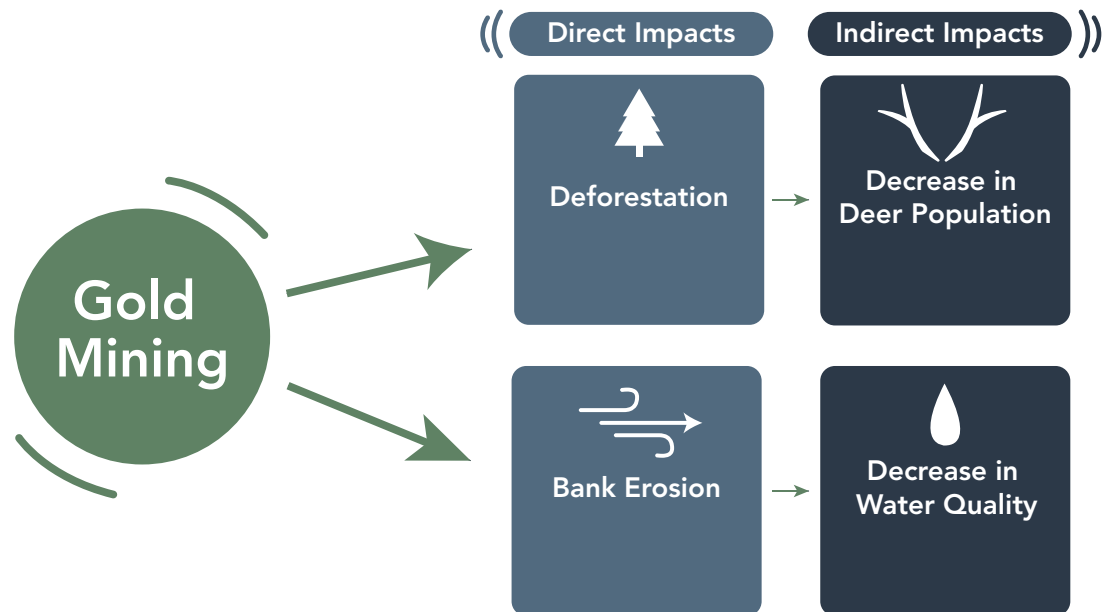 Direct Impacts
Indirect Impacts
Gold
Mining
Deforestation
Decrease in
Deer Population
Bank Erosion
Decrease in
Water Quality